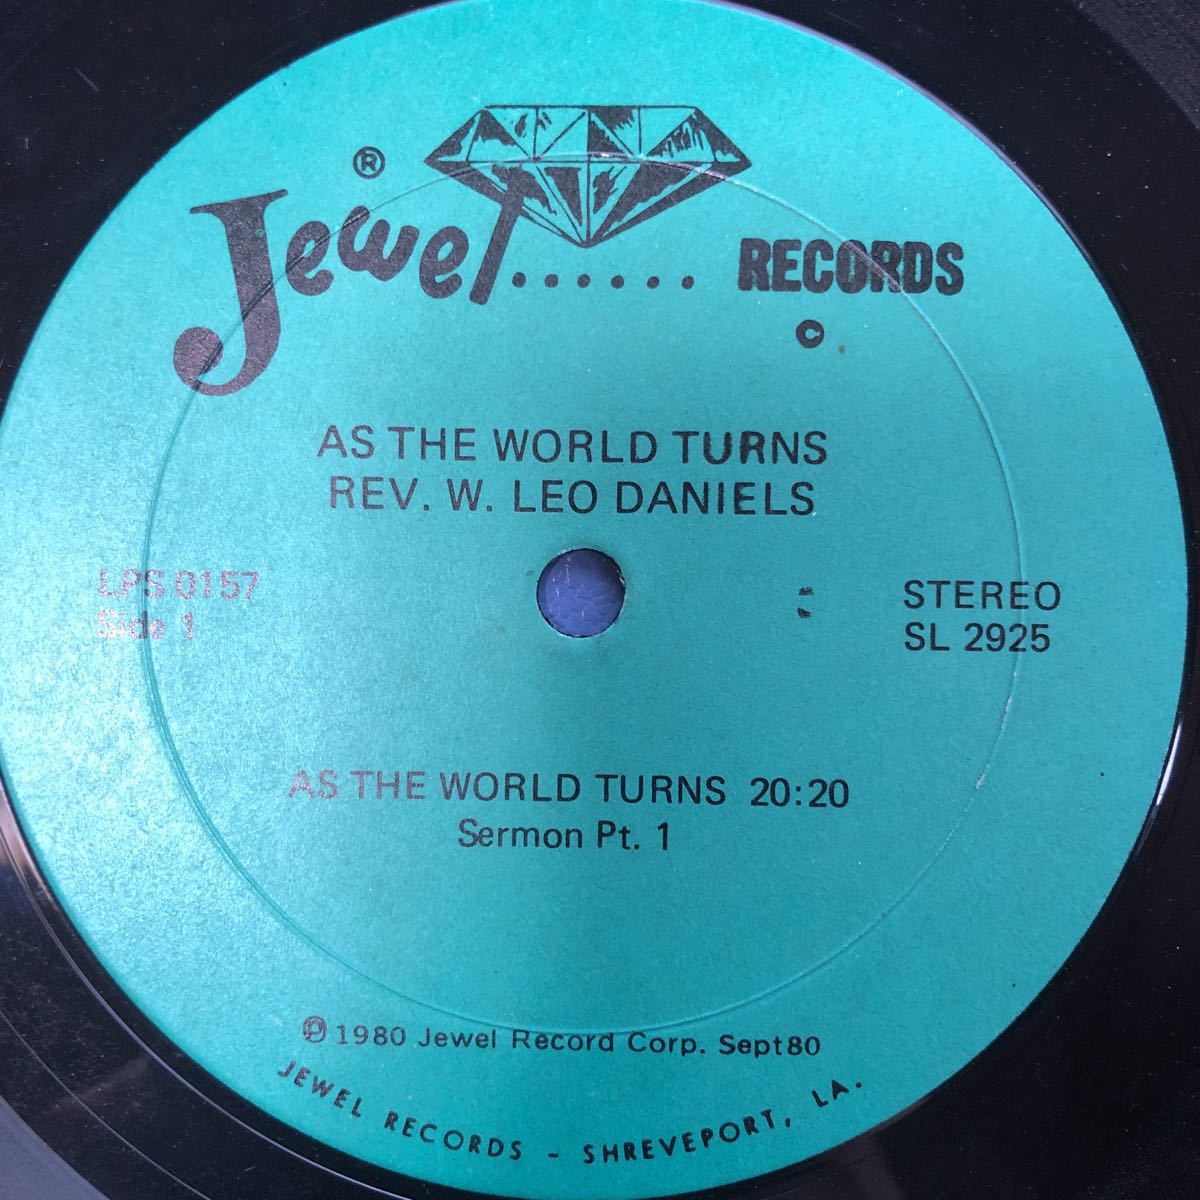 ® Jewel...... RECORDS
©
AS THE WORLD TURNS
REV. W. LEO DANIELS
LPS 0157
Side 1
STEREO
SL 2925
AS THE WORLD TURNS 20:20
Sermon Pt. 1
℗ 1980 Jewel Record Corp. Sept80
JEWEL RECORDS - SHREVEPORT, LA.